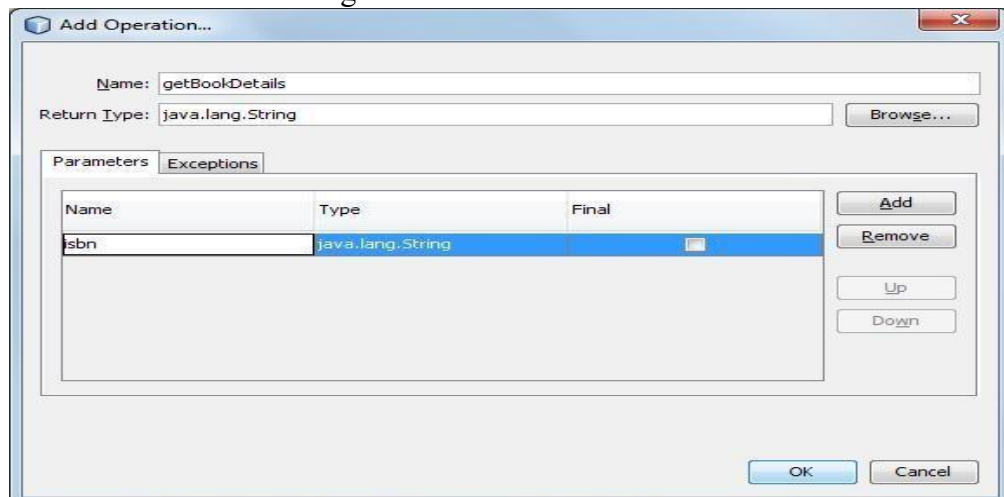 g
Add Operation...
Name: getBookDetails
Return Type: java.lang.String Browse...
Parameters Exceptions
Name Type Final Add
isbn java.lang.String Remove
Up
Down
OK Cancel